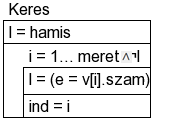 Keres
l = hamis
i = 1... meret ^ !l
l = (e = v[i].szam)
ind = i